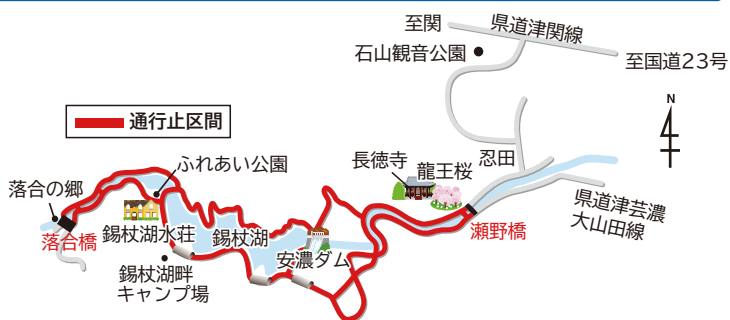 至関
県道津関線
石山観音公園
至国道23号
N
通行止区間
ふれあい公園
長徳寺
龍王桜
忍田
落合の郷
県道津芸濃
大山田線
落合橋
錫杖湖水荘
錫杖湖
安濃ダム
瀬野橋
錫杖湖畔
キャンプ場